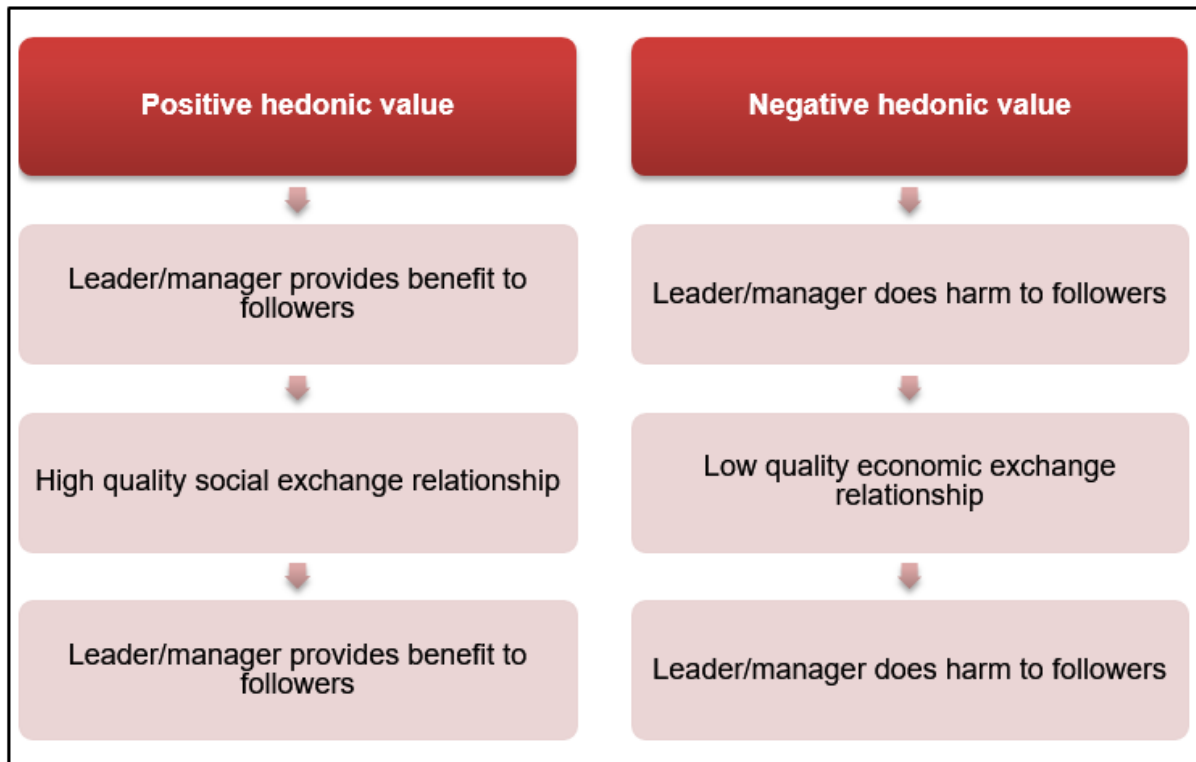 Positive hedonic value
Leader/manager provides benefit to
followers
High quality social exchange relationship
Leader/manager provides benefit to
followers
Negative hedonic value
Leader/manager does harm to followers
Low quality economic exchange
relationship
Leader/manager does harm to followers